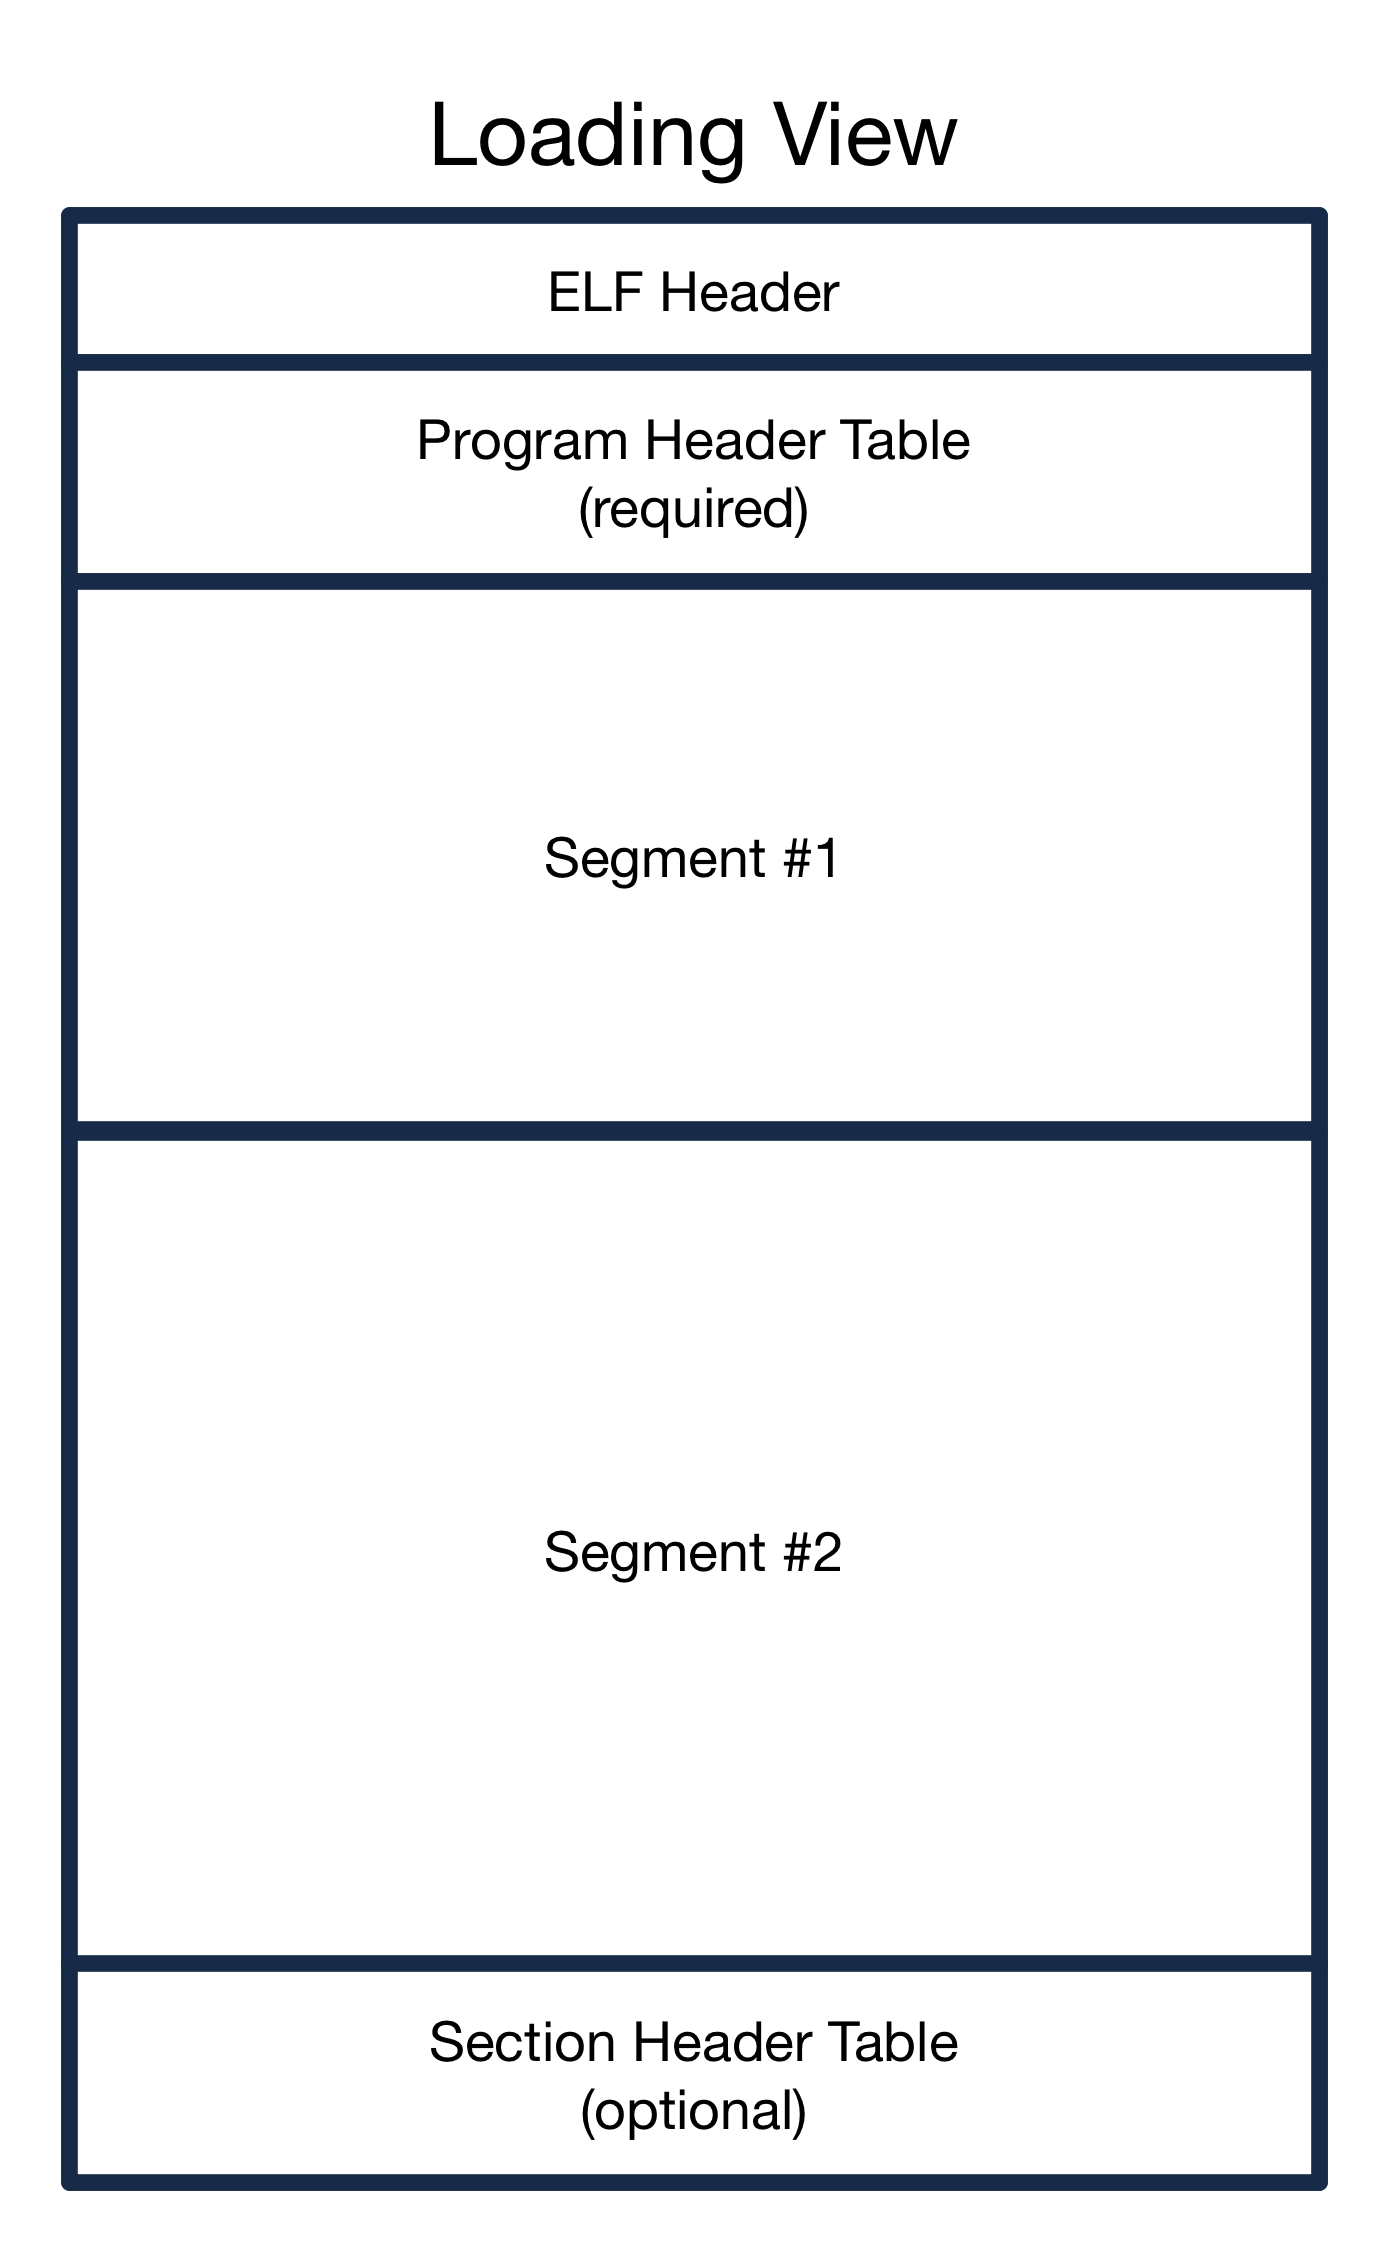 Loading View
ELF Header
Program Header Table
(required)
Segment #1
Segment #2
Section Header Table
(optional)